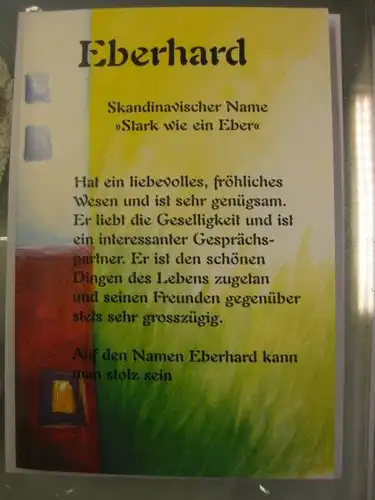 Eberhard
Skandinavischer Name
»Stark wie ein Eber«
Hat ein liebevolles, fröhliches
Wesen und ist sehr genügsam.
Er liebt die Geselligkeit und ist
ein interessanter Gesprächs-
partner. Er ist den schönen
Dingen des Lebens zugetan
und seinen Freunden gegenüber
stets sehr grosszügig.
Auf den Namen Eberhard kann
man stolz sein